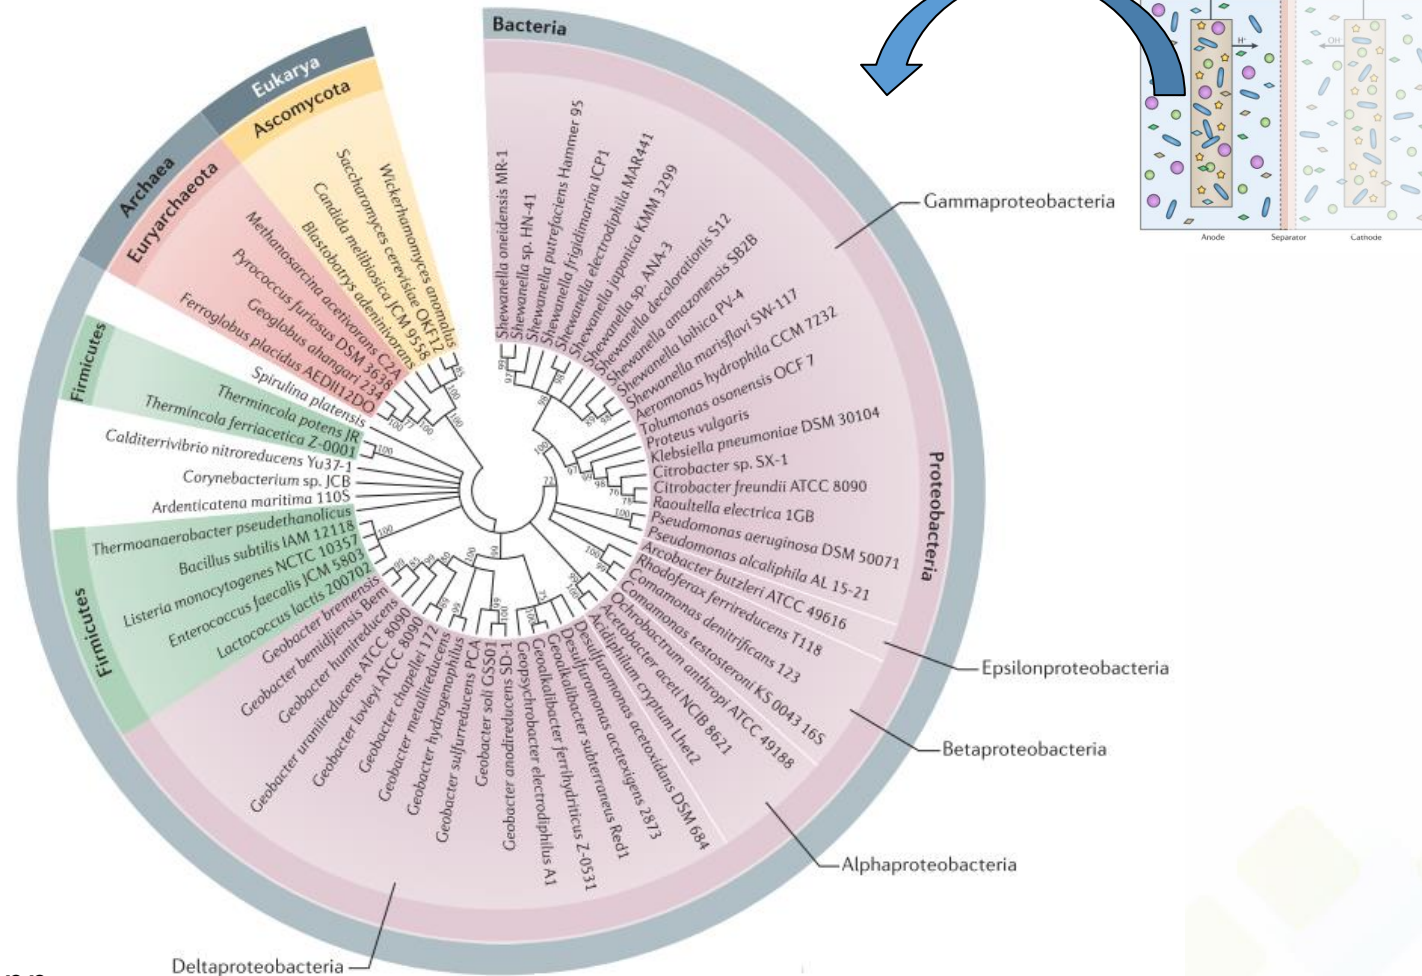 Bacteria
Eukarya
Ascomycota
Archaea
Euryarchaeota
Firmicutes
Firmicutes
Proteobacteria
Wickerhamomyces anomalus
Saccharomyces cerevisiae OKF12
Candida melibiosica JCM 9558
Blastobotrys adeninivorans
Methanosarcina acetivorans C2A
Pyrococcus furiosus DSM 3638
Geoglobus ahangari 234
Ferroglobus placidus AEDII12DO
Spirulina platensis
Thermincola potens JR
Thermincola ferriacetica Z-0001
Calditerrivibrio nitroreducens Yu37-1
Corynebacterium sp. JCB
Ardenticatena maritima 110S
Thermoanaerobacter pseudethanolicus
Bacillus subtilis IAM 12118
Listeria monocytogenes NCTC 10357
Enterococcus faecalis JCM 5803
Lactococcus lactis 200702
Geobacter bremensis
Geobacter bemidjiensis Bem
Geobacter humireducens
Geobacter uraniireducens ATCC 8090
Geobacter lovleyi ATCC 8090
Geobacter chapellei 172
Geobacter metallireducens
Geobacter hydrogenophilus
Geobacter sulfurreducens PCA
Geobacter soli GSS01
Geobacter anodireducens SD-1
Geopsychrobacter electrodiphilus A1
Geoalkalibacter ferrihydriticus Z-0531
Geoalkalibacter subterraneus Red1
Desulfuromonas acetexigens 2873
Desulfuromonas acetoxidans DSM 684
Acidiphilium cryptum Lhet2
Acetobacter aceti NCIB 8621
Ochrobactrum anthropi ATCC 49188
Comamonas testosteroni KS 0043 16S
Comamonas denitrificans 123
Rhodoferax ferrireducens T118
Arcobacter butzleri ATCC 49616
Pseudomonas alcaliphila AL 15-21
Pseudomonas aeruginosa DSM 50071
Raoultella electrica 1GB
Citrobacter freundii ATCC 8090
Citrobacter sp. SX-1
Klebsiella pneumoniae DSM 30104
Proteus vulgaris
Tolumonas osonensis OCF 7
Aeromonas hydrophila CCM 7232
Shewanella marisflavi SW-117
Shewanella loihica PV-4
Shewanella amazonensis SB2B
Shewanella decolorationis S12
Shewanella sp. ANA-3
Shewanella japonica KMM 3299
Shewanella electrodiphila MAR441
Shewanella frigidimarina ICP1
Shewanella putrefaciens Hammer 95
Shewanella sp. HN-41
Shewanella oneidensis MR-1
Gammaproteobacteria
Epsilonproteobacteria
Betaproteobacteria
Alphaproteobacteria
Deltaproteobacteria
H⁺
OH⁻
Anode
Separator
Cathode